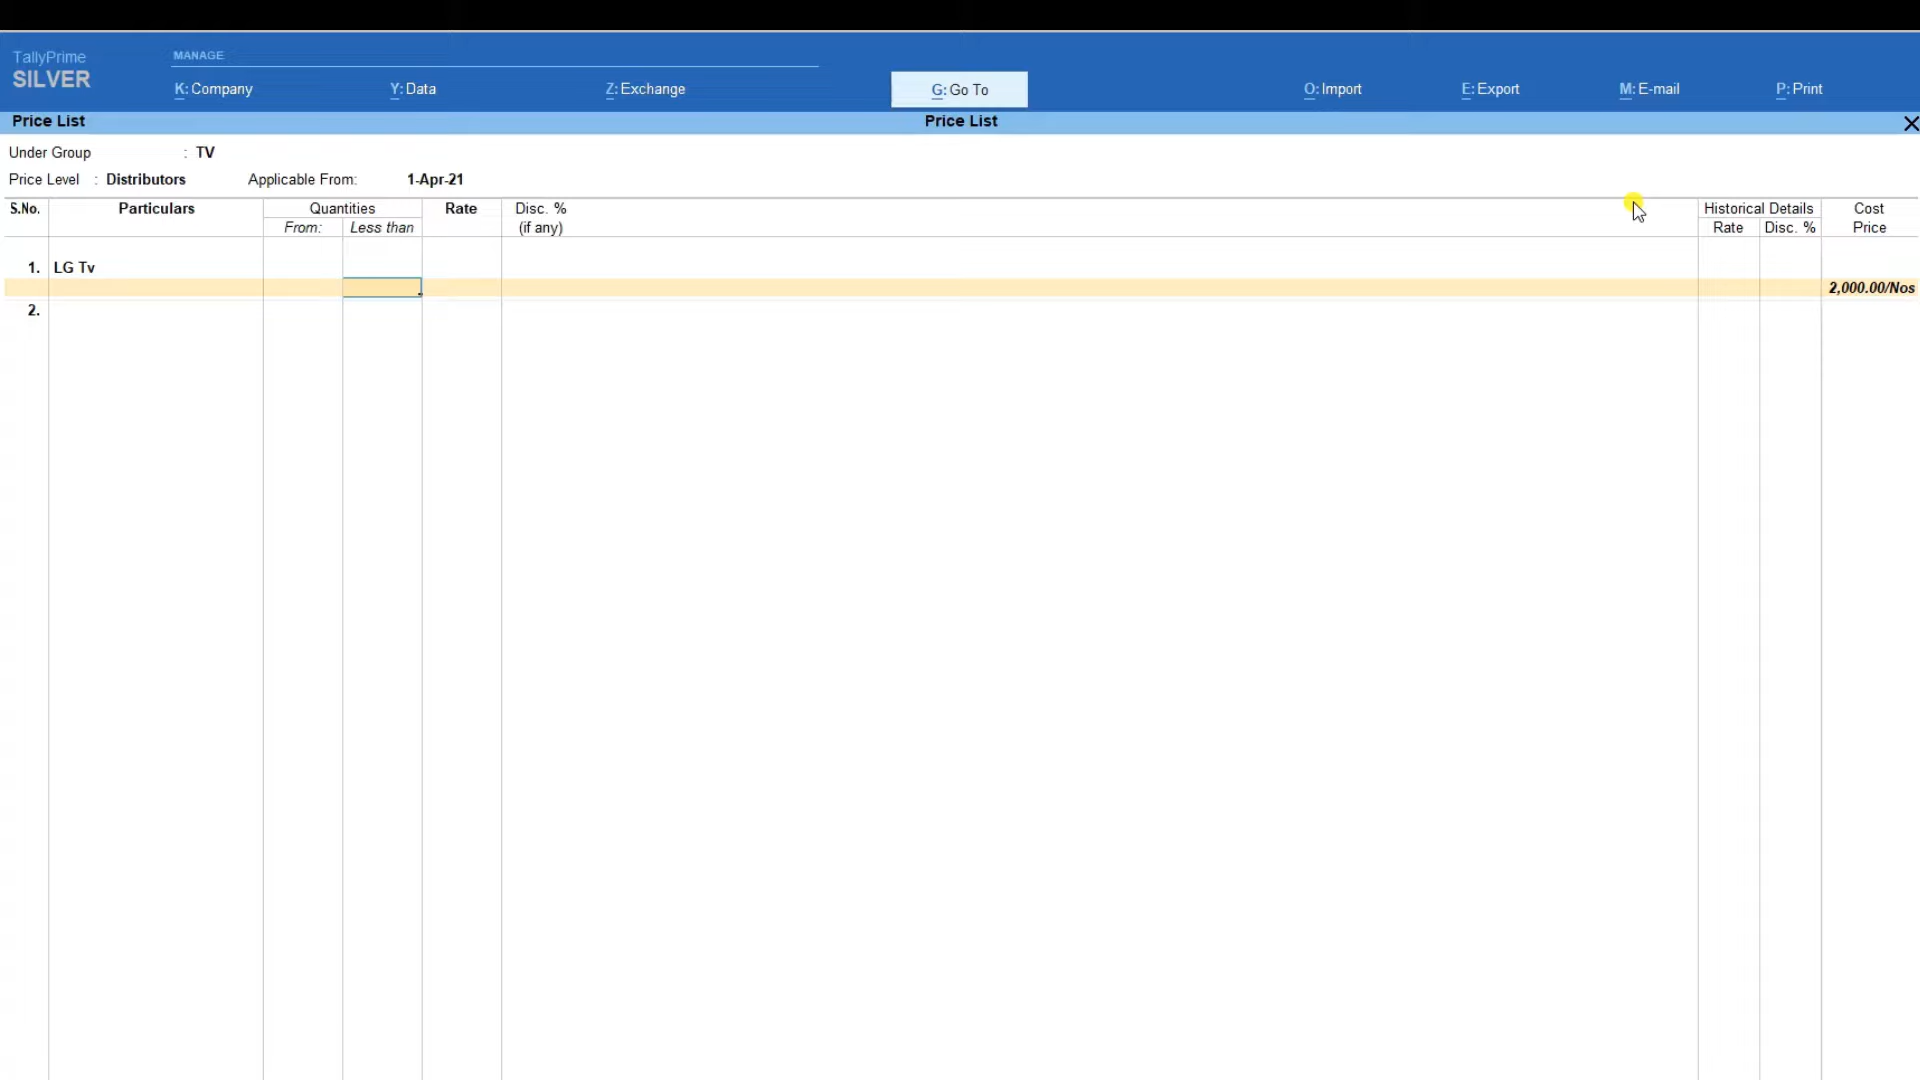 TallyPrime
SILVER
MANAGE
K: Company Y: Data Z: Exchange G: Go To O: Import E: Export M: E-mail P: Print
Price List Price List
Under Group : TV
Price Level : Distributors Applicable From: 1-Apr-21
S.No. Particulars Quantities Rate Disc. % Historical Details Cost
From: Less than (if any) Rate Disc. % Price
1. LG Tv
2,000.00/Nos
2.